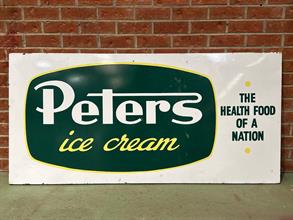 Peters
ice cream
THE
HEALTH FOOD
OF A
NATION